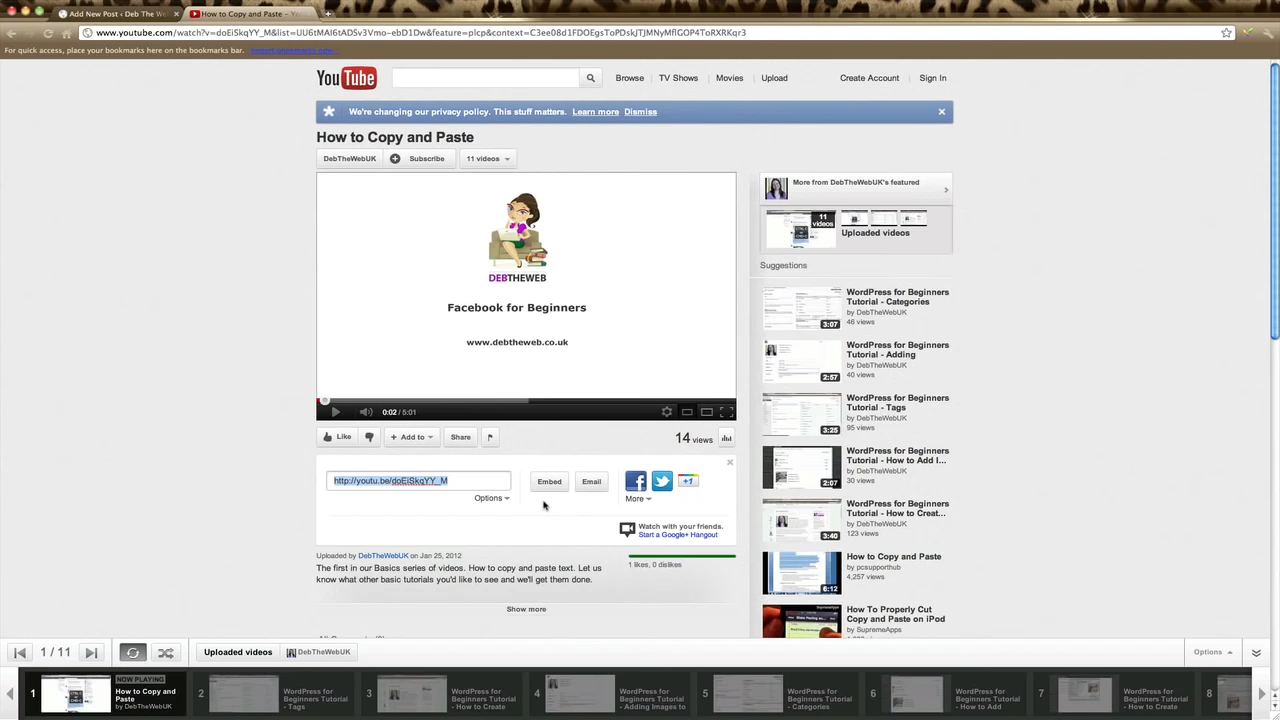 Add New Post ‹ Deb The We
How to Copy and Paste – Yo
www.youtube.com/watch?v=doEiSkqYY_M&list=UU6tMAI6tADSv3Vmo-ebD1Dw&feature=plcp&context=C3ee08d1FDOEgsToPDskJTJMNyMflGOP4ToRXRKqr3
For quick access, place your bookmarks here on the bookmarks bar. Import bookmarks now...
YouTube
Browse TV Shows Movies Upload Create Account Sign In
We're changing our privacy policy. This stuff matters. Learn more Dismiss
How to Copy and Paste
DebTheWebUK Subscribe 11 videos
DEBTHEWEB
Facebook for Beginners
www.debtheweb.co.uk
0:02 / 5:01
Like Add to Share 14 views
http://youtu.be/doEiSkqYY_M Embed Email +1
Options More
Watch with your friends.
Start a Google+ Hangout
Uploaded by DebTheWebUK on Jan 25, 2012
1 likes, 0 dislikes
The first in our Basics series of videos. How to copy and paste text. Let us
know what other basic tutorials you'd like to see and we'll get them done.
Show more
More from DebTheWebUK's featured
11 videos
Uploaded videos
Suggestions
WordPress for Beginners
Tutorial - Categories
by DebTheWebUK
46 views
3:07
WordPress for Beginners
Tutorial - Adding
by DebTheWebUK
40 views
2:57
WordPress for Beginners
Tutorial - Tags
by DebTheWebUK
95 views
3:25
WordPress for Beginners
Tutorial - How to Add I...
by DebTheWebUK
30 views
2:07
WordPress for Beginners
Tutorial - How to Creat...
by DebTheWebUK
123 views
3:40
How to Copy and Paste
by pcsupporthub
4,257 views
6:12
How To Properly Cut
Copy and Paste on iPod
by SupremeApps
1 / 11 Uploaded videos DebTheWebUK Options
1 NOW PLAYING
How to Copy and
Paste
by DebTheWebUK
2 WordPress for Beginners
Tutorial - Tags
3 WordPress for Beginners
Tutorial - How to Create
4 WordPress for Beginners
Tutorial - Adding Images to
5 WordPress for Beginners
Tutorial - Categories
6 WordPress for Beginners
Tutorial - How to Add
7 WordPress for Beginners
Tutorial - How to Create
8